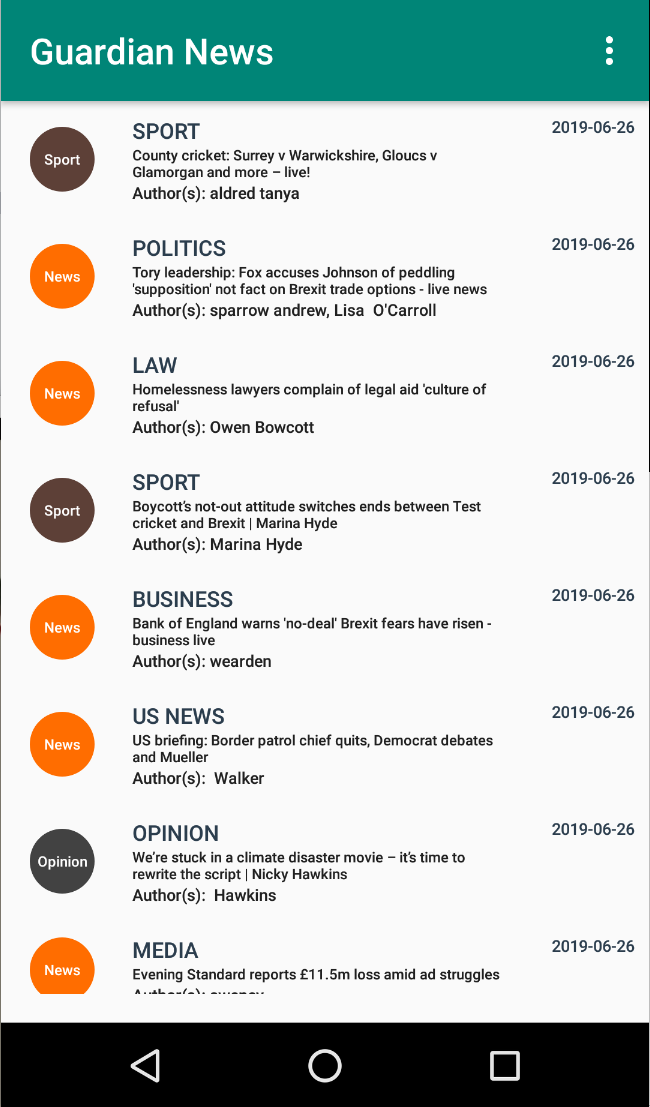 Guardian News
SPORT
2019-06-26
Sport
County cricket: Surrey v Warwickshire, Gloucs v
Glamorgan and more – live!
Author(s): aldred tanya
POLITICS
2019-06-26
News
Tory leadership: Fox accuses Johnson of peddling
'supposition' not fact on Brexit trade options - live news
Author(s): sparrow andrew, Lisa  O'Carroll
LAW
2019-06-26
News
Homelessness lawyers complain of legal aid 'culture of
refusal'
Author(s): Owen Bowcott
SPORT
2019-06-26
Sport
Boycott’s not-out attitude switches ends between Test
cricket and Brexit | Marina Hyde
Author(s): Marina Hyde
BUSINESS
2019-06-26
News
Bank of England warns 'no-deal' Brexit fears have risen -
business live
Author(s): wearden
US NEWS
2019-06-26
News
US briefing: Border patrol chief quits, Democrat debates
and Mueller
Author(s):  Walker
OPINION
2019-06-26
Opinion
We’re stuck in a climate disaster movie – it’s time to
rewrite the script | Nicky Hawkins
Author(s):  Hawkins
MEDIA
2019-06-26
News
Evening Standard reports £11.5m loss amid ad struggles
Author(s):